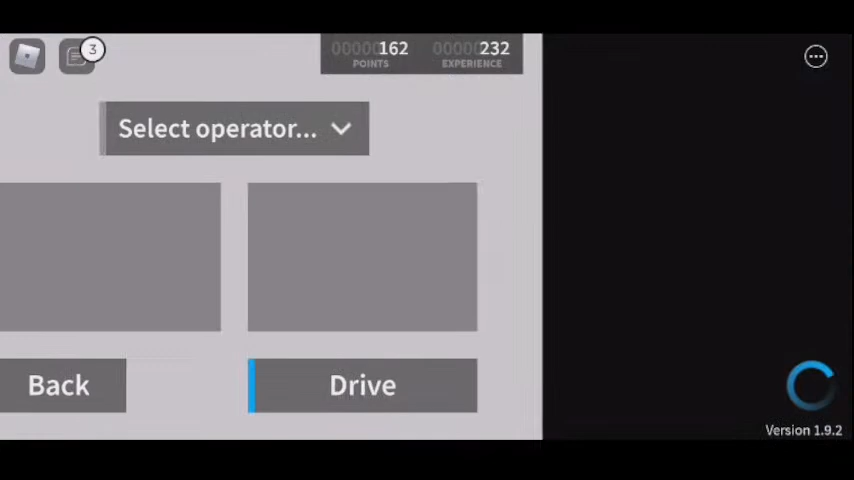 3
00000162
POINTS
00000232
EXPERIENCE
Select operator...
Back
Drive
Version 1.9.2